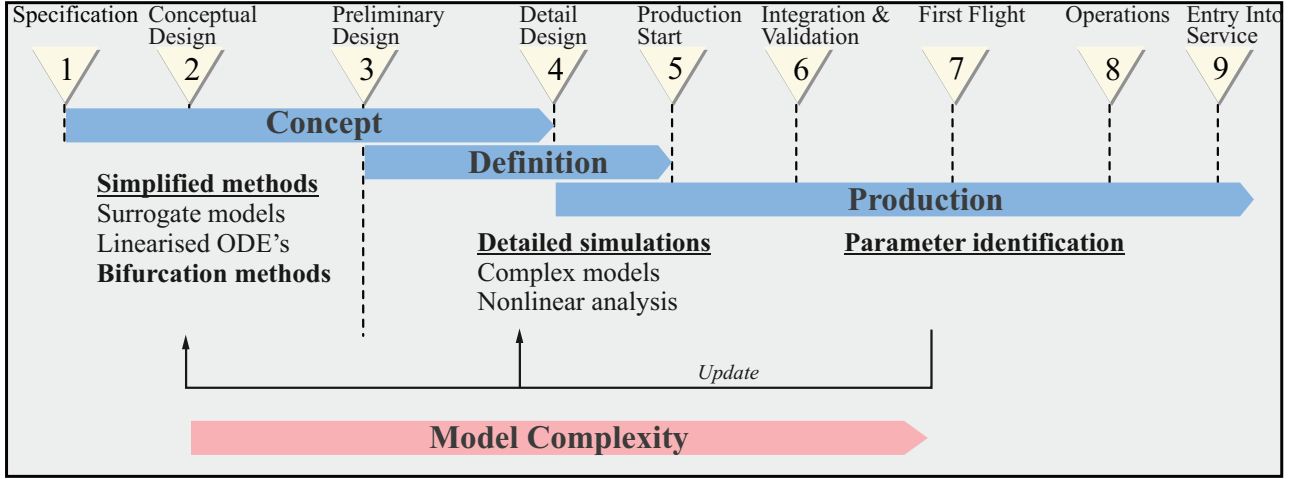 Specification
Conceptual
Design
Preliminary
Design
Detail
Design
Production
Start
Integration &
Validation
First Flight
Operations
Entry Into
Service
1
2
3
4
5
6
7
8
9
Concept
Definition
Production
Simplified methods
Surrogate models
Linearised ODE's
Bifurcation methods
Detailed simulations
Complex models
Nonlinear analysis
Parameter identification
Update
Model Complexity